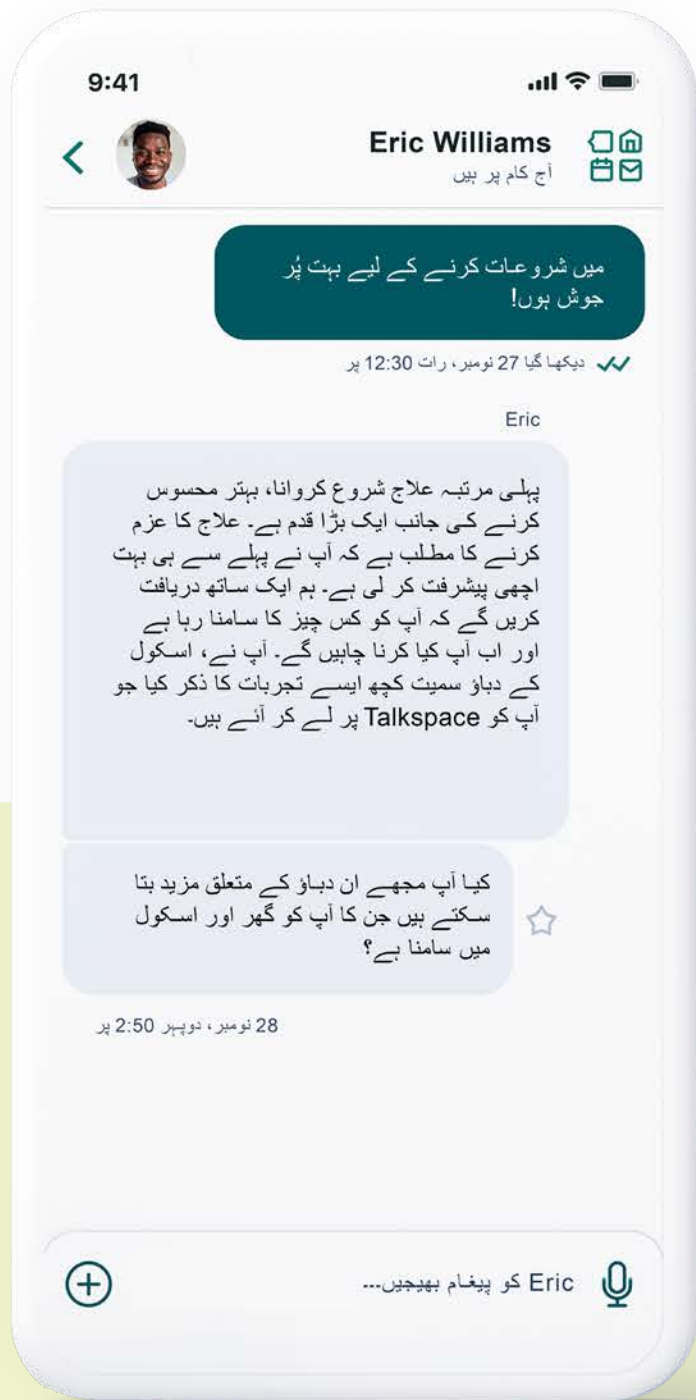 9:41
Eric Williams
آج کام پر ہیں
میں شروعات کرنے کے لیے بہت پُر
جوش ہوں!
دیکھا گیا 27 نومبر، رات 12:30 پر
Eric
پہلی مرتبہ علاج شروع کروانا، بہتر محسوس
کرنے کی جانب ایک بڑا قدم ہے۔ علاج کا عزم
کرنے کا مطلب ہے کہ آپ نے پہلے سے ہی بہت
اچھی پیشرفت کر لی ہے۔ ہم ایک ساتھ دریافت
کریں گے کہ آپ کو کس چیز کا سامنا رہا ہے
اور اب آپ کیا کرنا چاہیں گے۔ آپ نے، اسکول
کے دباؤ سمیت کچھ ایسے تجربات کا ذکر کیا جو
آپ کو Talkspace پر لے کر آئے ہیں۔
کیا آپ مجھے ان دباؤ کے متعلق مزید بتا
سکتے ہیں جن کا آپ کو گھر اور اسکول
میں سامنا ہے؟
28 نومبر، دوپہر 2:50 پر
Eric کو پیغام بھیجیں...